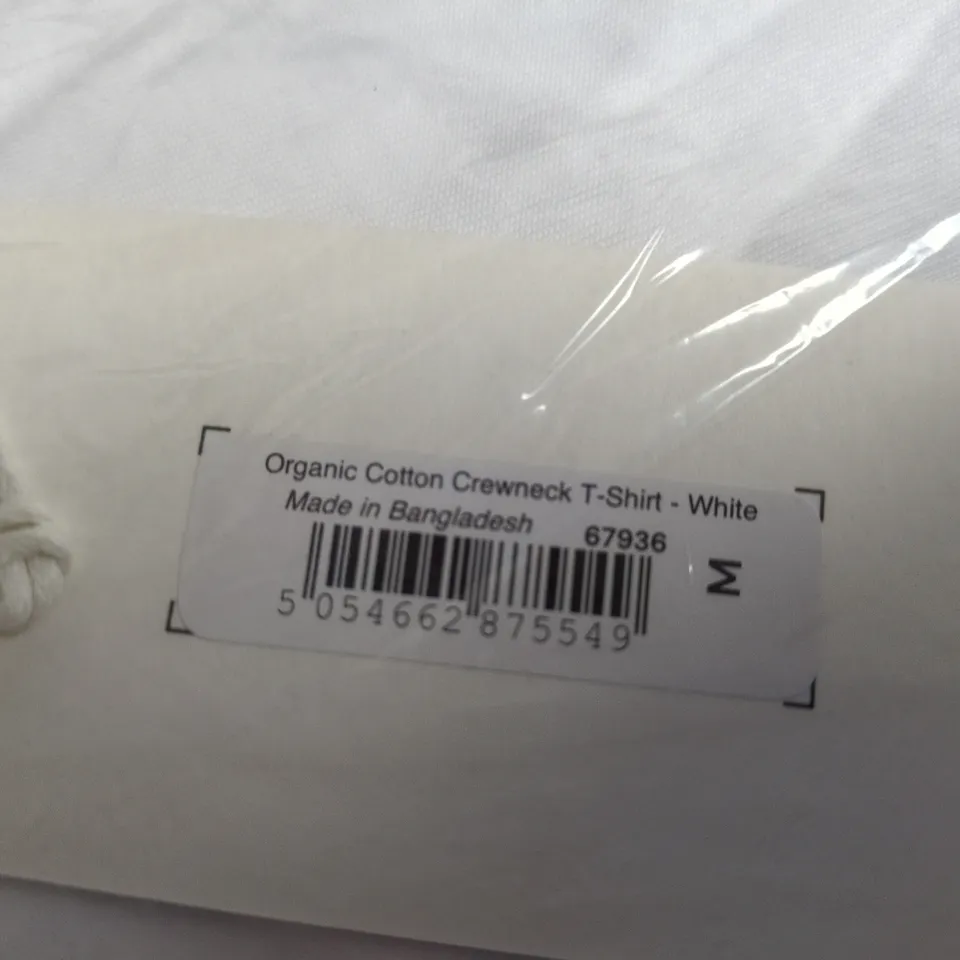 Organic Cotton Crewneck T-Shirt - White
Made in Bangladesh 67936
M
5 054662 875549